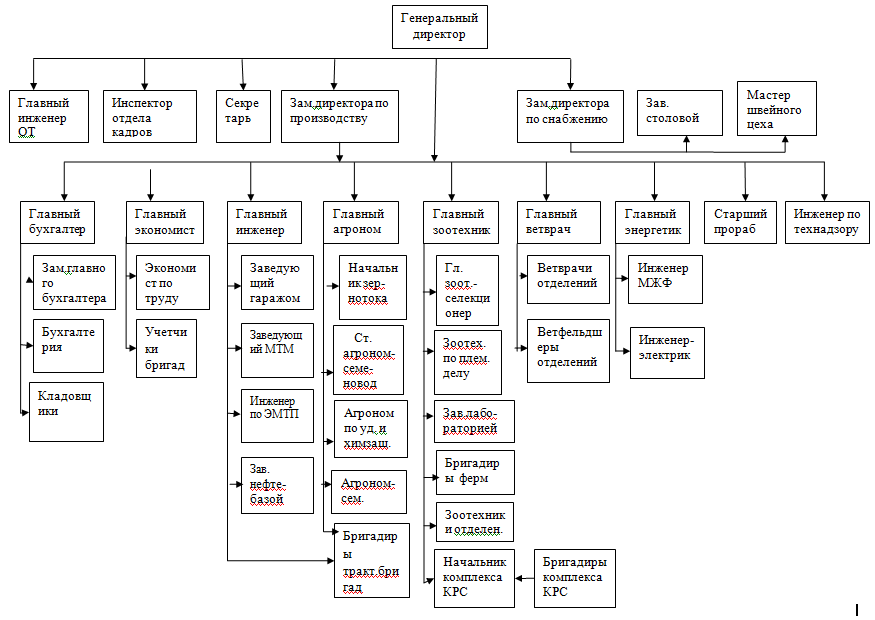 Генеральный
директор
Главный
инженер
ОТ
Инспектор
отдела
кадров
Секре
тарь
Зам.директора по
производству
Зам.директора
по снабжению
Зав.
столовой
Мастер
швейного
цеха
Главный
бухгалтер
Главный
экономист
Главный
инженер
Главный
агроном
Главный
зоотехник
Главный
ветврач
Главный
энергетик
Старший
прораб
Инженер по
технадзору
Зам.главно
го
бухгалтера
Бухгалте
рия
Кладовщ
ики
Экономи
ст по
труду
Учетчи
ки
бригад
Заведую
щий
гаражом
Заведующ
ий МТМ
Инженер
по ЭМТП
Зав.
нефте-
базой
Начальн
ик зер-
нотока
Ст.
агроном-
семе-
новод
Агроном
по уд. и
химзащ.
Агроном-
сем.
Бригадир
ы
тракт.бри
гад
Гл.
зоот.-
селекци
онер
Зоотех.
по плем.
делу
Зав.лабо-
раторией
Бригадир
ы ферм
Зоотехник
и отделен.
Начальник
комплекса
КРС
Бригадиры
комплекса
КРС
Ветврачи
отделений
Ветфельдш
еры
отделений
Инженер
МЖФ
Инженер-
электрик